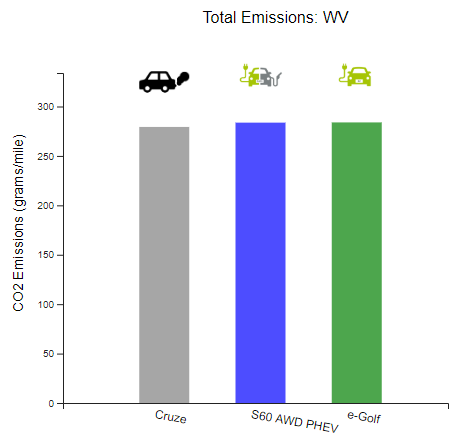 Total Emissions: WV
CO2 Emissions (grams/mile)
300
250
200
150
100
50
0
Cruze
S60 AWD PHEV
e-Golf